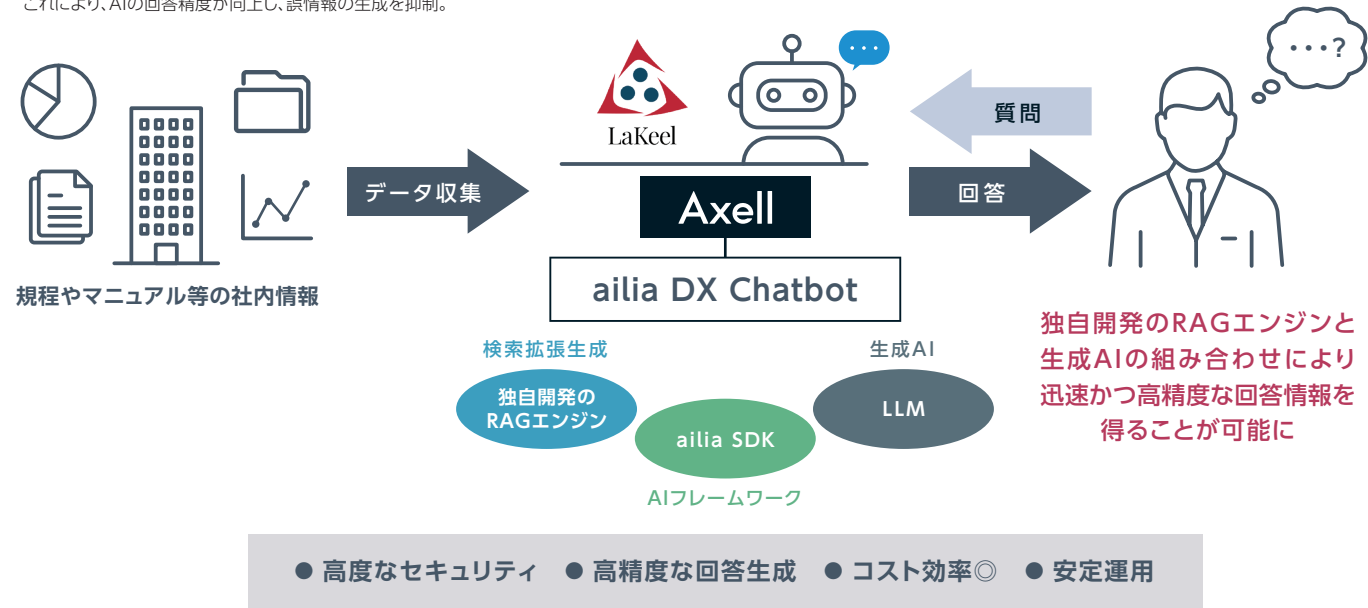 これにより、AIの回答精度が向上し、誤情報の生成を抑制。
・・・?
・・・
LaKeel
質問
データ収集
Axell
回答
ailia DX Chatbot
規程やマニュアル等の社内情報
独自開発のRAGエンジンと
生成AIの組み合わせにより
迅速かつ高精度な回答情報を
得ることが可能に
検索拡張生成
生成AI
独自開発の
RAGエンジン
LLM
ailia SDK
AIフレームワーク
● 高度なセキュリティ ● 高精度な回答生成 ● コスト効率◎ ● 安定運用